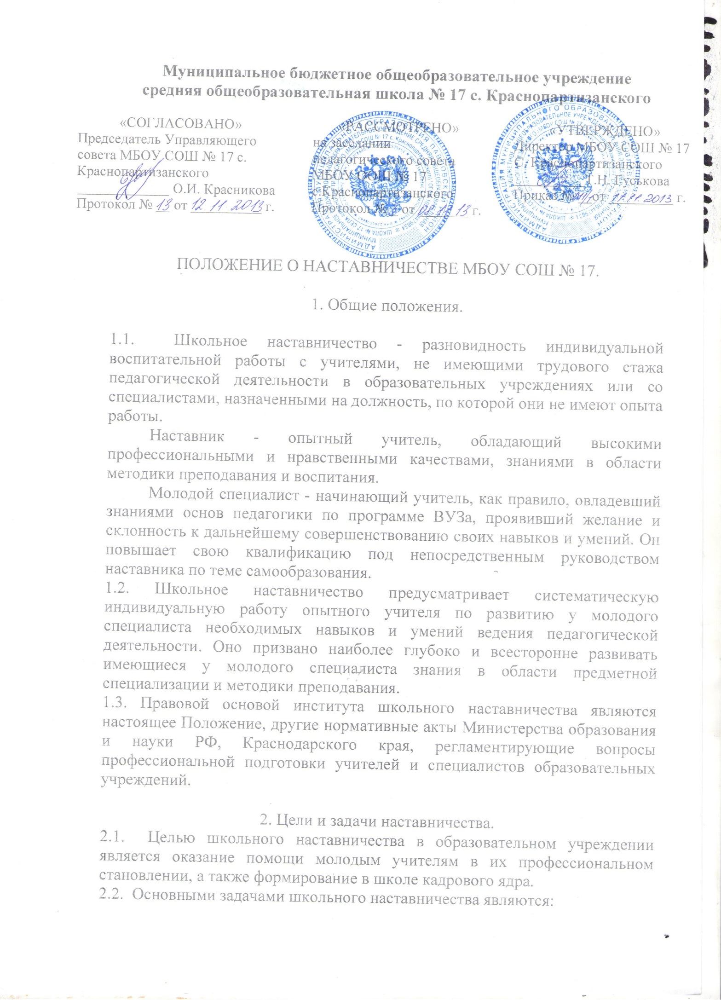 Муниципальное бюджетное общеобразовательное учреждение
средняя общеобразовательная школа № 17 с. Краснопартизанского
«СОГЛАСОВАНО»
Председатель Управляющего
совета МБОУ СОШ № 17 с.
Краснопартизанского
О.И. Красникова
Протокол № 13 от 12.11.2013 г.
«РАССМОТРЕНО»
на заседании
педагогического совета
МБОУ СОШ № 17
с.Краснопартизанского
Протокол № от 13 г.
«УТВЕРЖДЕНО»
Директор МБОУ СОШ № 17
С. Краснопартизанского
Т.Н. Гуськова
Приказ № от 11.11.2013 г.
ПОЛОЖЕНИЕ О НАСТАВНИЧЕСТВЕ МБОУ СОШ № 17.
1. Общие положения.
1.1. Школьное наставничество - разновидность индивидуальной
воспитательной работы с учителями, не имеющими трудового стажа
педагогической деятельности в образовательных учреждениях или со
специалистами, назначенными на должность, по которой они не имеют опыта
работы.
Наставник - опытный учитель, обладающий высокими
профессиональными и нравственными качествами, знаниями в области
методики преподавания и воспитания.
Молодой специалист - начинающий учитель, как правило, овладевший
знаниями основ педагогики по программе ВУЗа, проявивший желание и
склонность к дальнейшему совершенствованию своих навыков и умений. Он
повышает свою квалификацию под непосредственным руководством
наставника по теме самообразования.
1.2. Школьное наставничество предусматривает систематическую
индивидуальную работу опытного учителя по развитию у молодого
специалиста необходимых навыков и умений ведения педагогической
деятельности. Оно призвано наиболее глубоко и всесторонне развивать
имеющиеся у молодого специалиста знания в области предметной
специализации и методики преподавания.
1.3. Правовой основой института школьного наставничества являются
настоящее Положение, другие нормативные акты Министерства образования
и науки РФ, Краснодарского края, регламентирующие вопросы
профессиональной подготовки учителей и специалистов образовательных
учреждений.
2. Цели и задачи наставничества.
2.1. Целью школьного наставничества в образовательном учреждении
является оказание помощи молодым учителям в их профессиональном
становлении, а также формирование в школе кадрового ядра.
2.2. Основными задачами школьного наставничества являются: